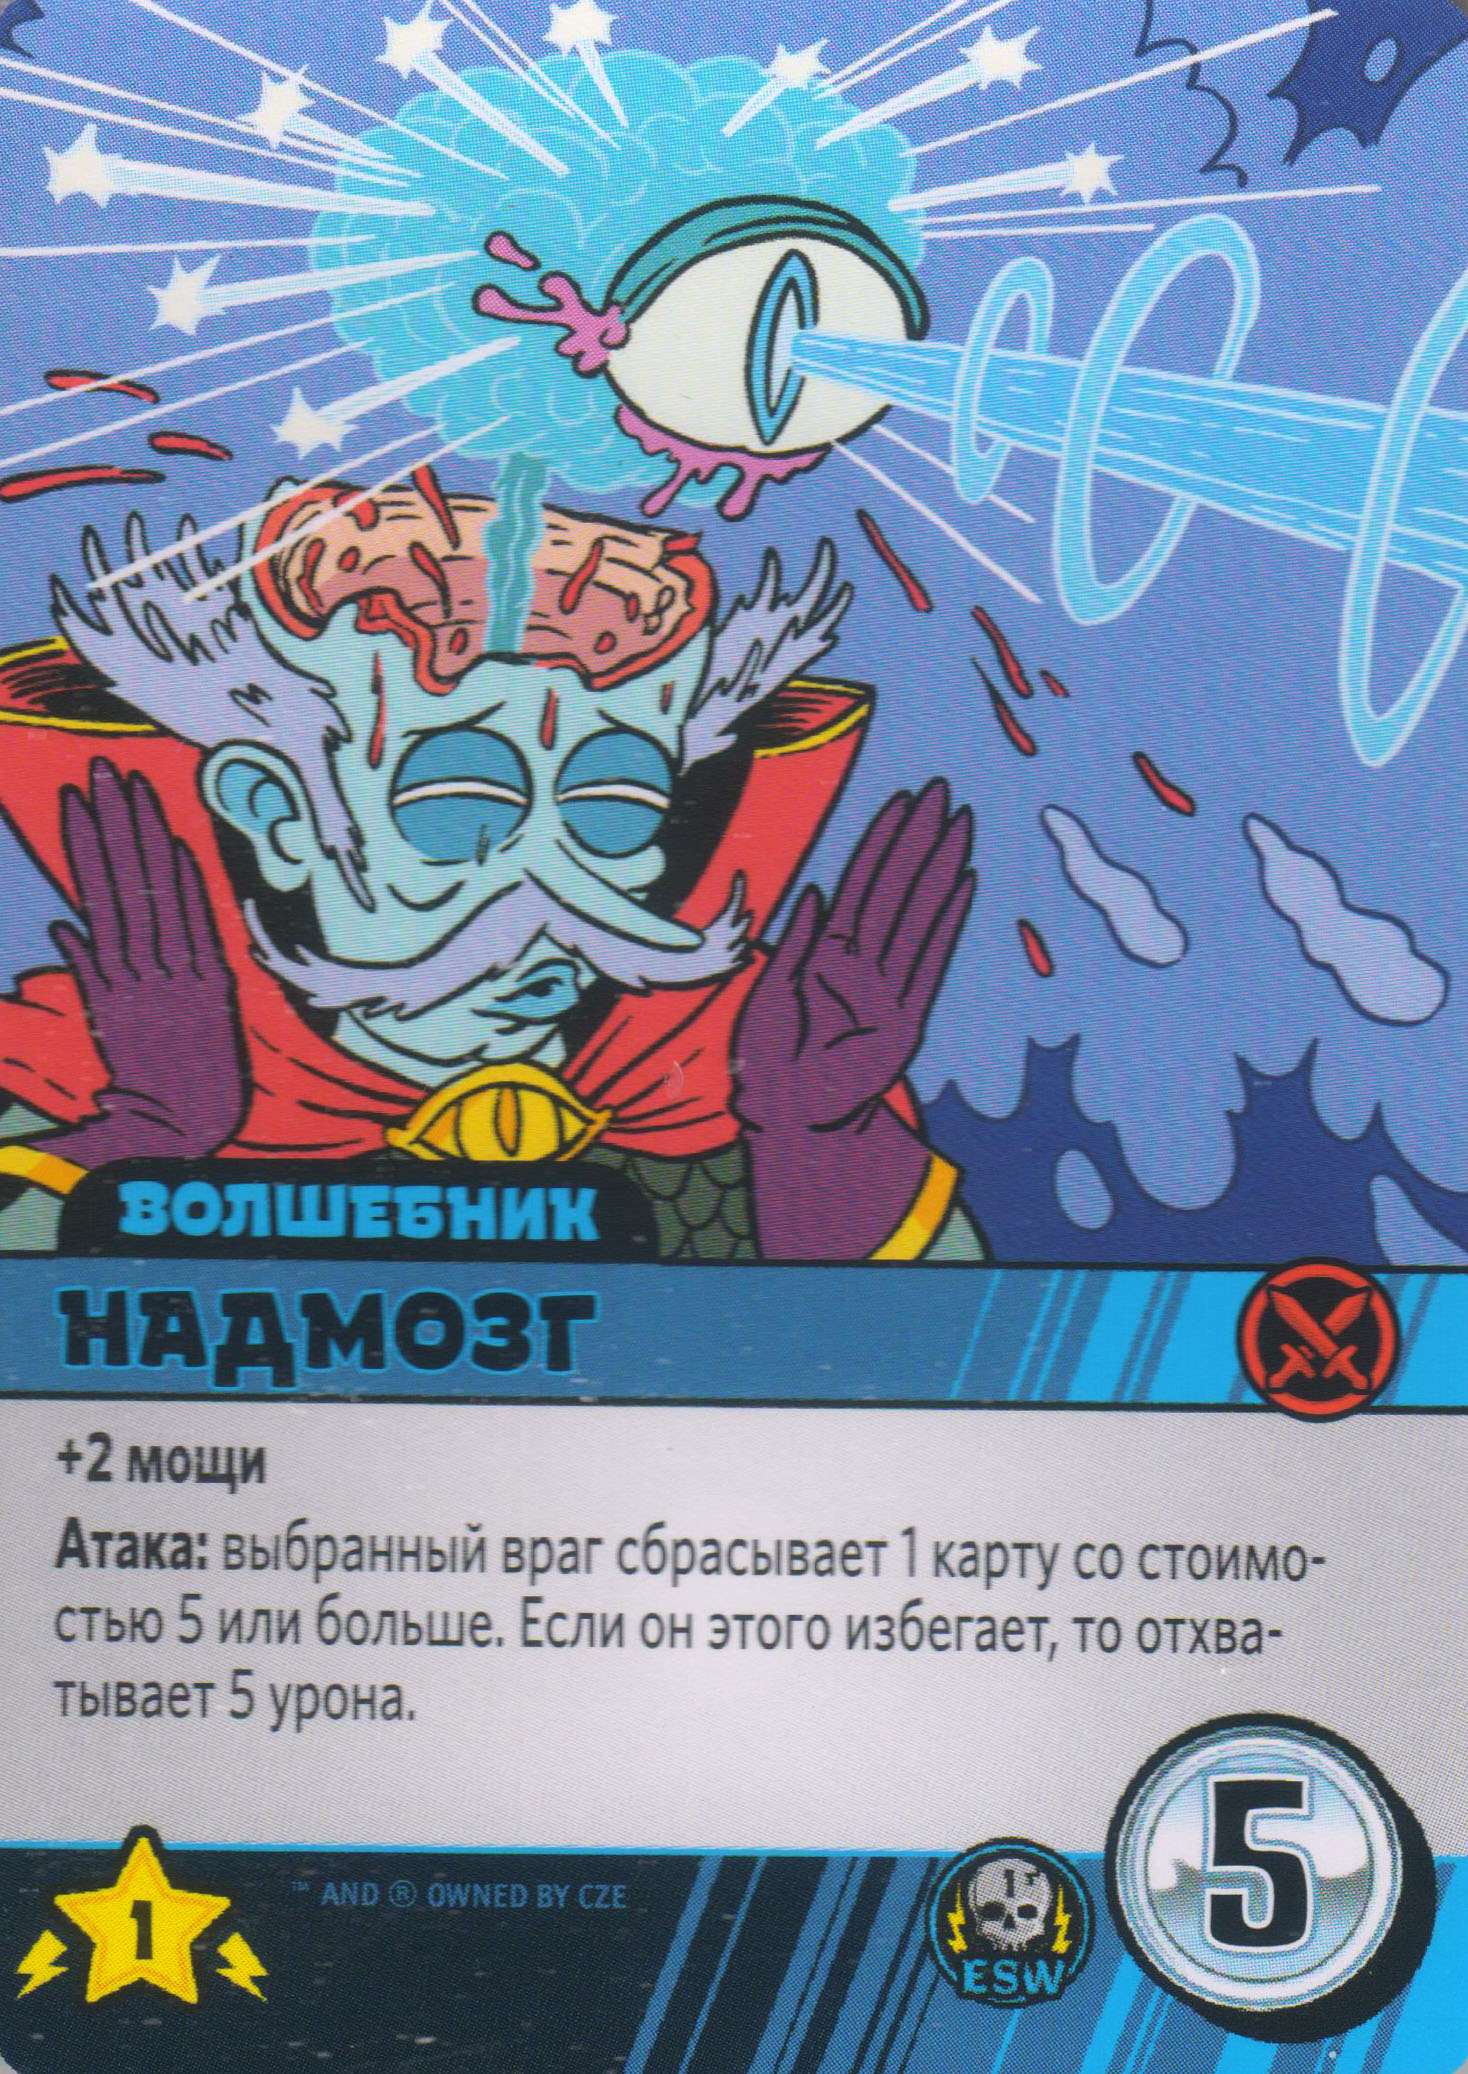 ВОЛШЕБНИК
НАДМОЗГ
+2 мощи
Атака: выбранный враг сбрасывает 1 карту со стоимо-
стью 5 или больше. Если он этого избегает, то отхва-
тывает 5 урона.
1
™ AND ® OWNED BY CZE
ESW
5